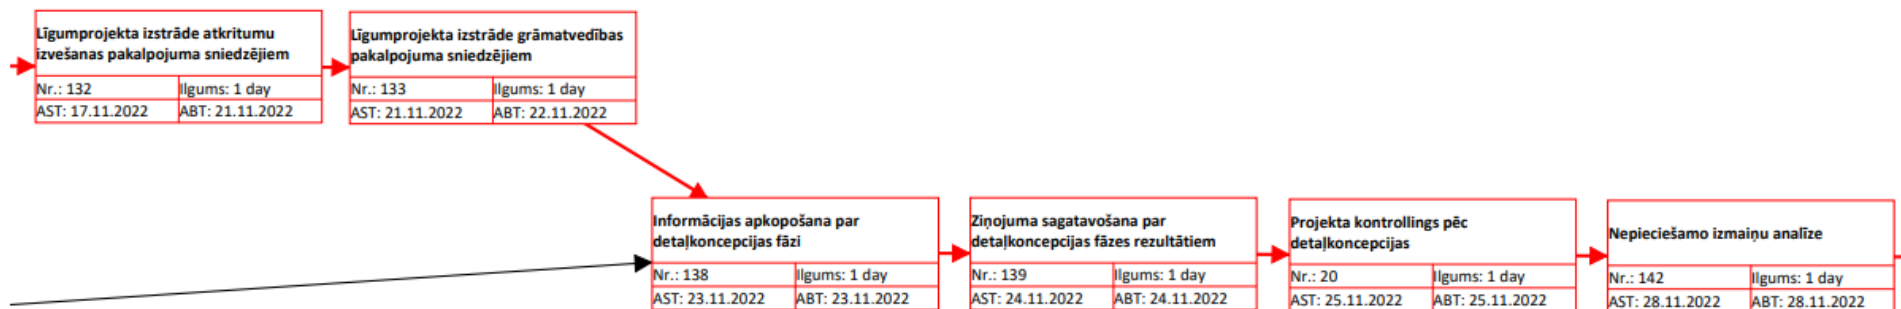 Līgumprojekta izstrāde atkritumu
izvešanas pakalpojuma sniedzējiem
Nr.: 132
Ilgums: 1 day
AST: 17.11.2022
ABT: 21.11.2022
Līgumprojekta izstrāde grāmatvedības
pakalpojuma sniedzējiem
Nr.: 133
Ilgums: 1 day
AST: 21.11.2022
ABT: 22.11.2022
Informācijas apkopošana par
detaļkoncepcijas fāzi
Nr.: 138
Ilgums: 1 day
AST: 23.11.2022
ABT: 23.11.2022
Ziņojuma sagatavošana par
detaļkoncepcijas fāzes rezultātiem
Nr.: 139
Ilgums: 1 day
AST: 24.11.2022
ABT: 24.11.2022
Projekta kontrollings pēc
detaļkoncepcijas
Nr.: 20
Ilgums: 1 day
AST: 25.11.2022
ABT: 25.11.2022
Nepieciešamo izmaiņu analīze
Nr.: 142
Ilgums: 1 day
AST: 28.11.2022
ABT: 28.11.2022